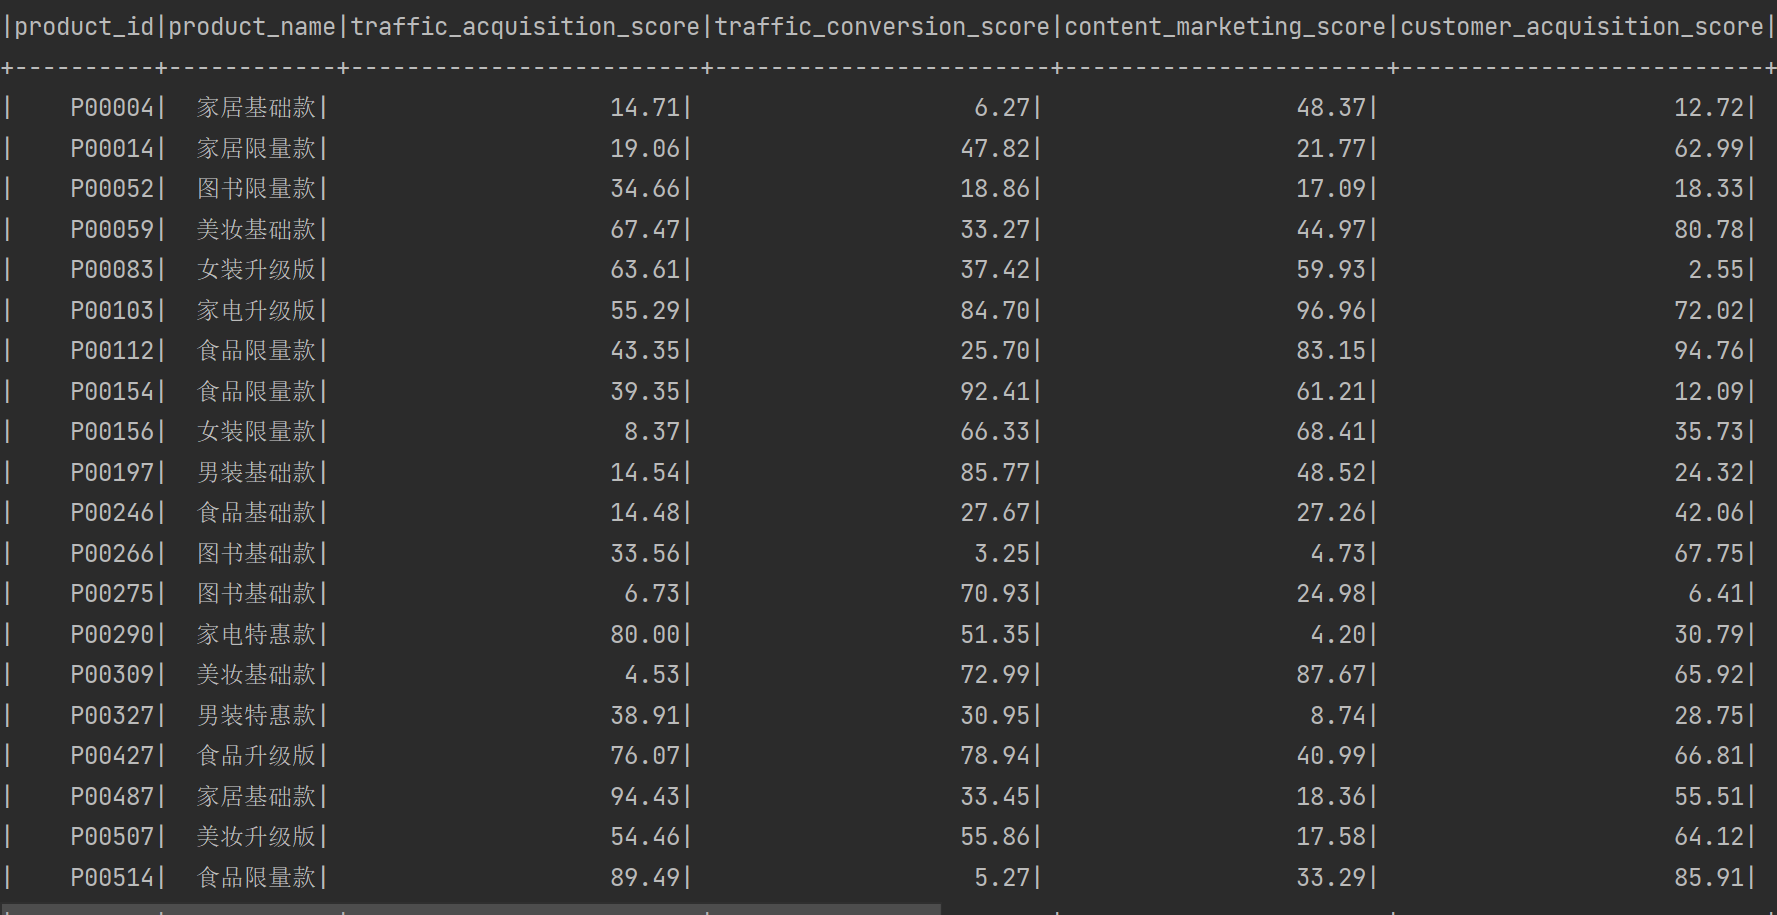 |product_id|product_name|traffic_acquisition_score|traffic_conversion_score|content_marketing_score|customer_acquisition_score|
+----------+------------+-------------------------+------------------------+-----------------------+--------------------------+
|    P00004|  家居基础款|                    14.71|                    6.27|                  48.37|                     12.72|
|    P00014|  家居限量款|                    19.06|                   47.82|                  21.77|                     62.99|
|    P00052|  图书限量款|                    34.66|                   18.86|                  17.09|                     18.33|
|    P00059|  美妆基础款|                    67.47|                   33.27|                  44.97|                     80.78|
|    P00083|  女装升级版|                    63.61|                   37.42|                  59.93|                      2.55|
|    P00103|  家电升级版|                    55.29|                   84.70|                  96.96|                     72.02|
|    P00112|  食品限量款|                    43.35|                   25.70|                  83.15|                     94.76|
|    P00154|  食品限量款|                    39.35|                   92.41|                  61.21|                     12.09|
|    P00156|  女装限量款|                     8.37|                   66.33|                  68.41|                     35.73|
|    P00197|  男装基础款|                    14.54|                   85.77|                  48.52|                     24.32|
|    P00246|  食品基础款|                    14.48|                   27.67|                  27.26|                     42.06|
|    P00266|  图书基础款|                    33.56|                    3.25|                   4.73|                     67.75|
|    P00275|  图书基础款|                     6.73|                   70.93|                  24.98|                      6.41|
|    P00290|  家电特惠款|                    80.00|                   51.35|                   4.20|                     30.79|
|    P00309|  美妆基础款|                     4.53|                   72.99|                  87.67|                     65.92|
|    P00327|  男装特惠款|                    38.91|                   30.95|                   8.74|                     28.75|
|    P00427|  食品升级版|                    76.07|                   78.94|                  40.99|                     66.81|
|    P00487|  家居基础款|                    94.43|                   33.45|                  18.36|                     55.51|
|    P00507|  美妆升级版|                    54.46|                   55.86|                  17.58|                     64.12|
|    P00514|  食品限量款|                    89.49|                    5.27|                  33.29|                     85.91|